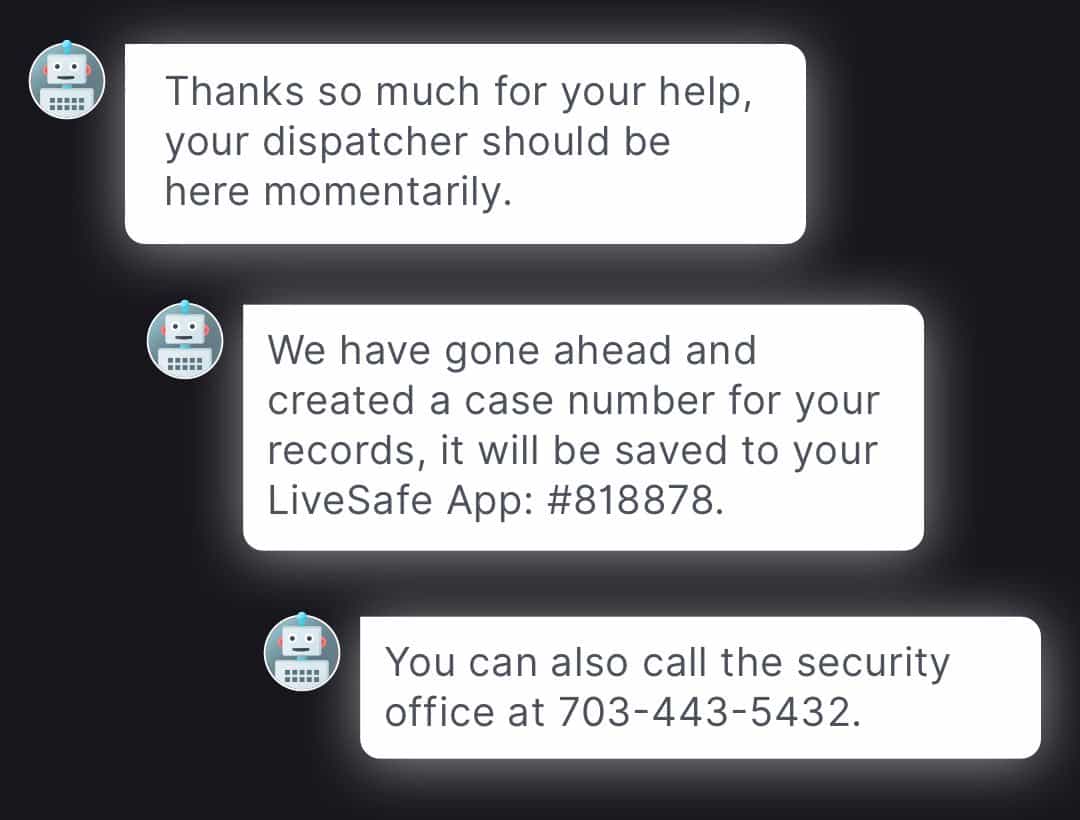 Thanks so much for your help,
your dispatcher should be
here momentarily.
We have gone ahead and
created a case number for your
records, it will be saved to your
LiveSafe App: #818878.
You can also call the security
office at 703-443-5432.